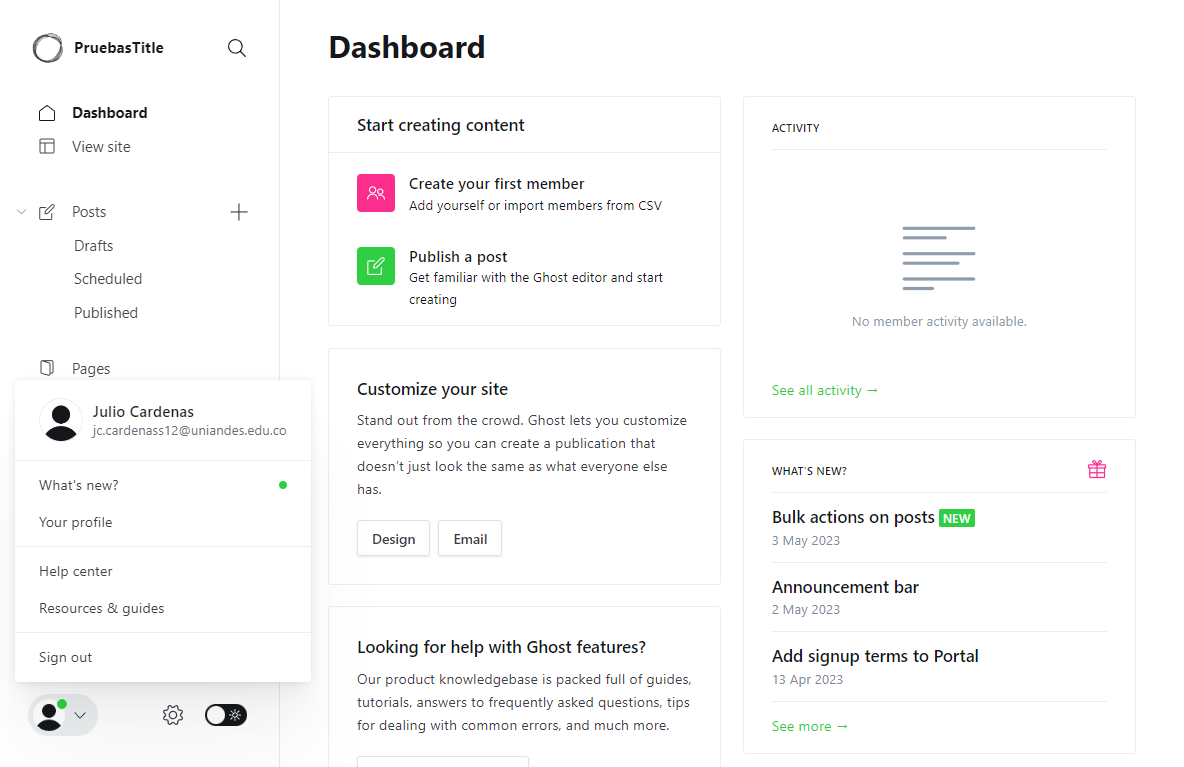 PruebasTitle
Dashboard
View site
Posts
Drafts
Scheduled
Published
Pages
Julio Cardenas
jc.cardenass12@uniandes.edu.co
What's new?
Your profile
Help center
Resources & guides
Sign out
Dashboard
Start creating content
Create your first member
Add yourself or import members from CSV
Publish a post
Get familiar with the Ghost editor and start
creating
Customize your site
Stand out from the crowd. Ghost lets you customize
everything so you can create a publication that
doesn't just look the same as what everyone else
has.
Design
Email
Looking for help with Ghost features?
Our product knowledgebase is packed full of guides,
tutorials, answers to frequently asked questions, tips
for dealing with common errors, and much more.
ACTIVITY
No member activity available.
See all activity →
WHAT'S NEW?
Bulk actions on posts NEW
3 May 2023
Announcement bar
2 May 2023
Add signup terms to Portal
13 Apr 2023
See more →